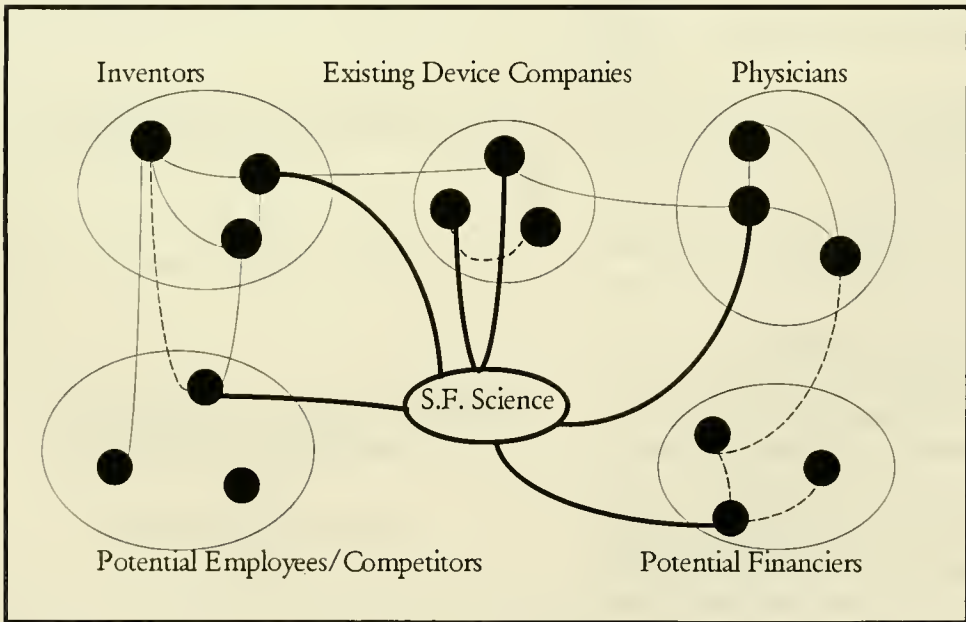 Inventors
Existing Device Companies
Physicians
S.F. Science
Potential Employees/Competitors
Potential Financiers